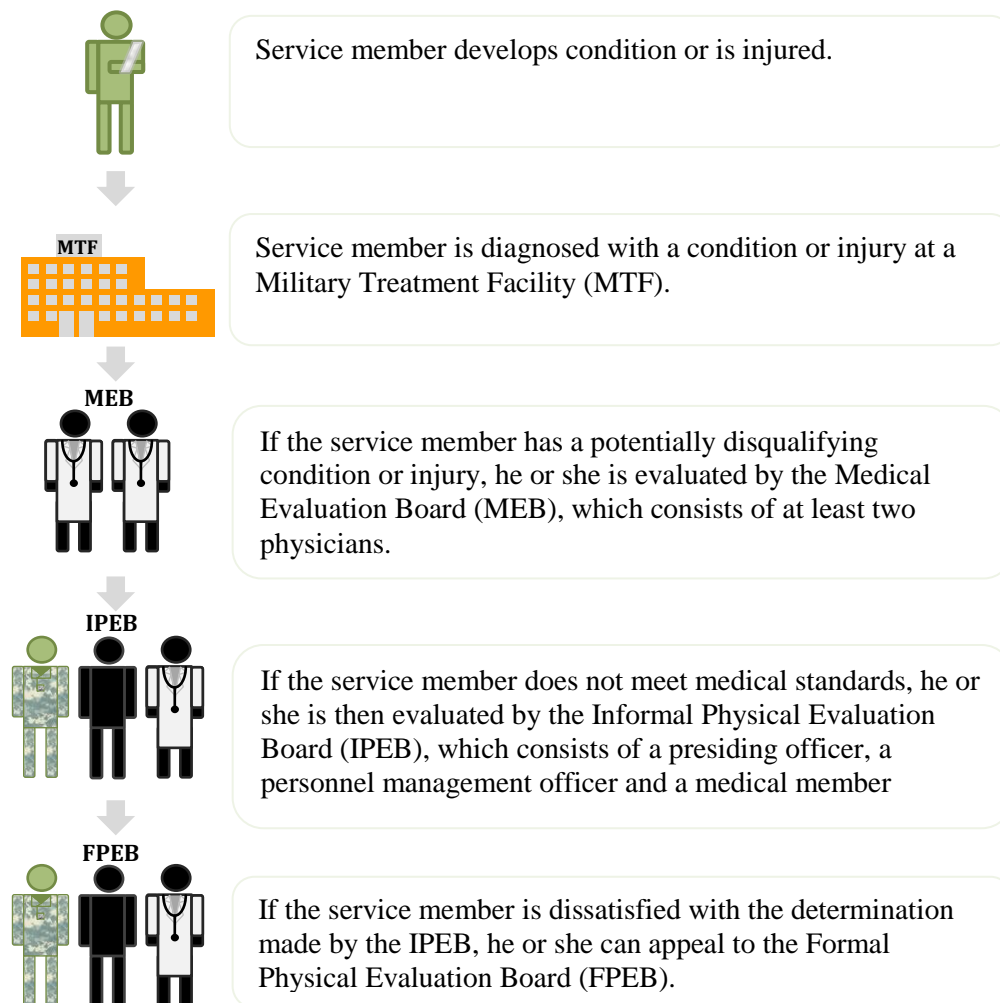 Service member develops condition or is injured.
MTF
Service member is diagnosed with a condition or injury at a
Military Treatment Facility (MTF).
MEB
If the service member has a potentially disqualifying
condition or injury, he or she is evaluated by the Medical
Evaluation Board (MEB), which consists of at least two
physicians.
IPEB
If the service member does not meet medical standards, he or
she is then evaluated by the Informal Physical Evaluation
Board (IPEB), which consists of a presiding officer, a
personnel management officer and a medical member
FPEB
If the service member is dissatisfied with the determination
made by the IPEB, he or she can appeal to the Formal
Physical Evaluation Board (FPEB).